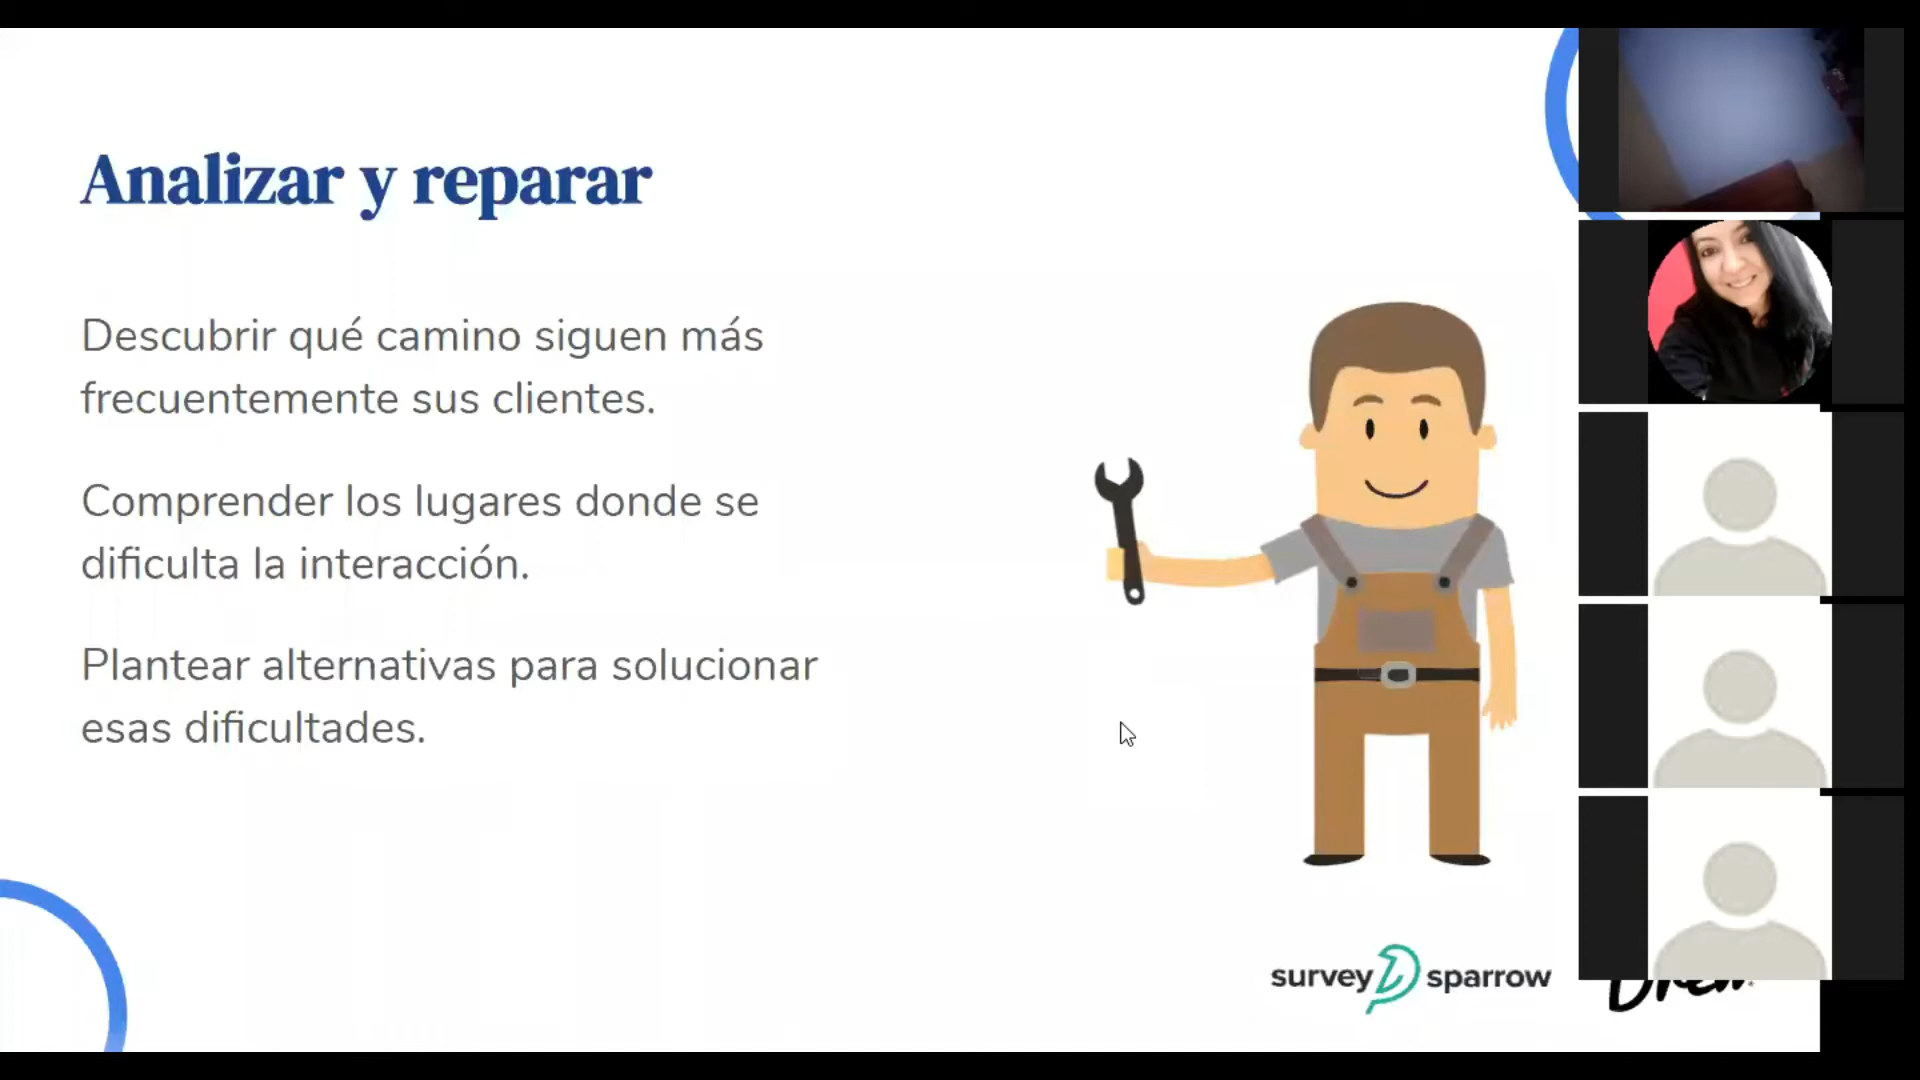 Analizar y reparar
Descubrir qué camino siguen más
frecuentemente sus clientes.
Comprender los lugares donde se
dificulta la interacción.
Plantear alternativas para solucionar
esas dificultades.
survey sparrow